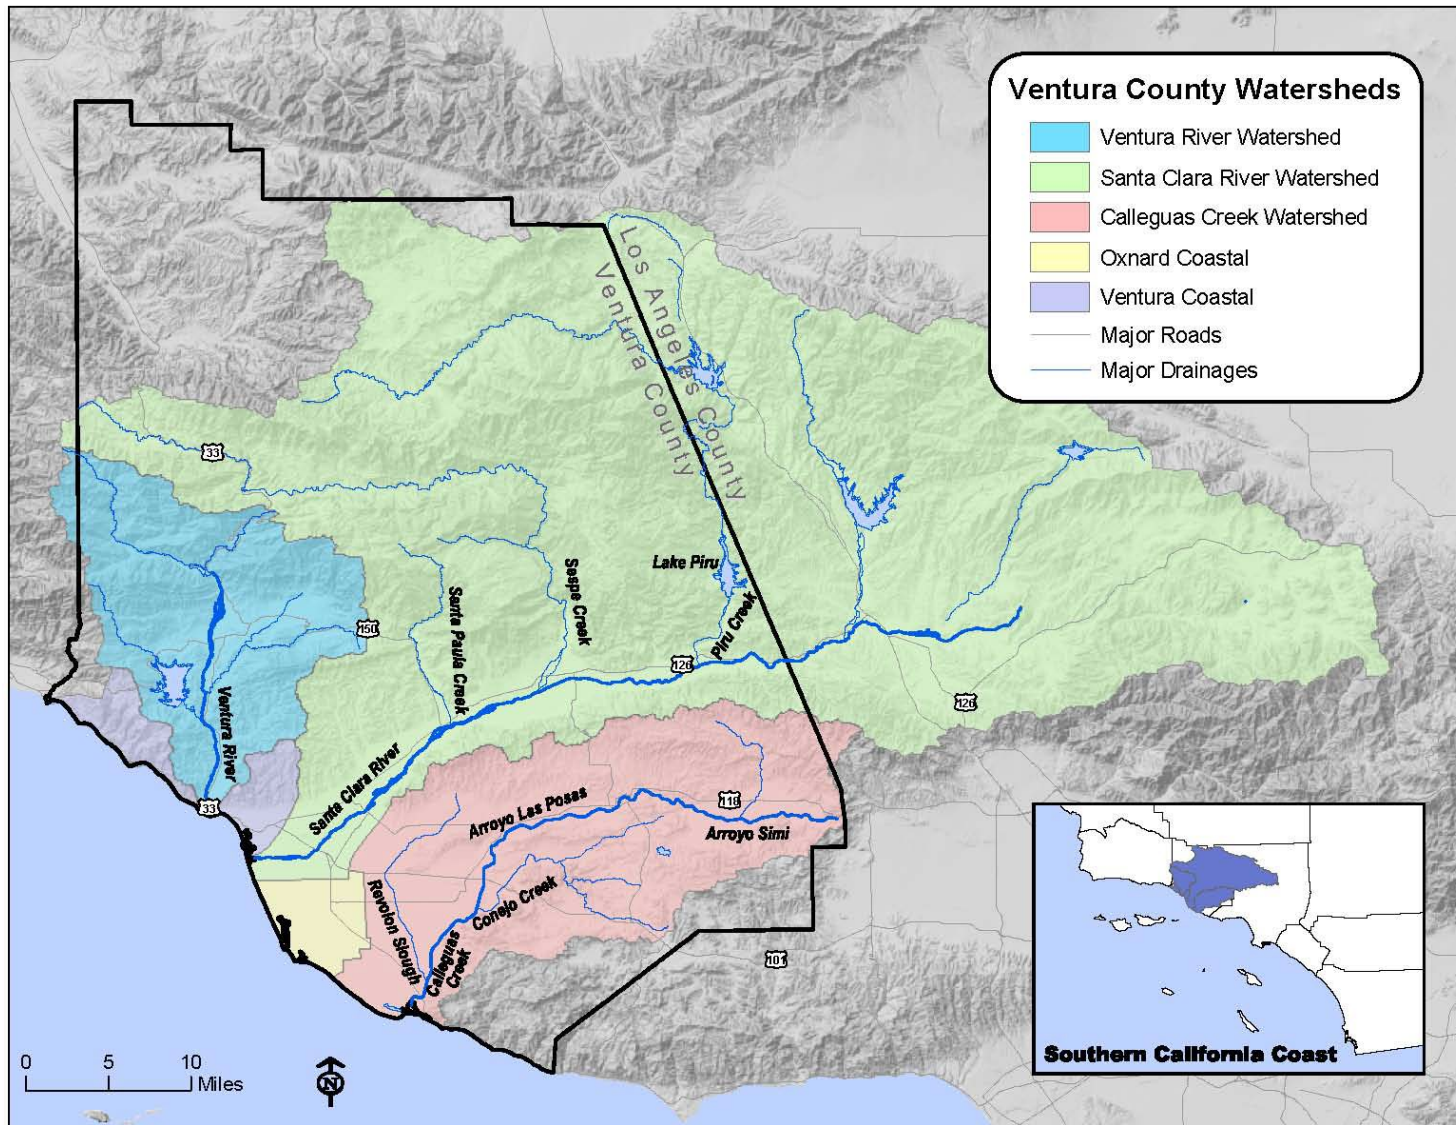 Ventura County Watersheds
Ventura River Watershed
Santa Clara River Watershed
Calleguas Creek Watershed
Oxnard Coastal
Ventura Coastal
Major Roads
Major Drainages
Los Angeles County
Ventura County
33
150
Lake Piru
Sespe Creek
Santa Paula Creek
Piru Creek
126
126
Ventura River
33
Santa Clara River
Arroyo Las Posas
118
Arroyo Simi
Revolon Slough
Conejo Creek
Calleguas
Creek
101
0 5 10
Miles
N
Southern California Coast